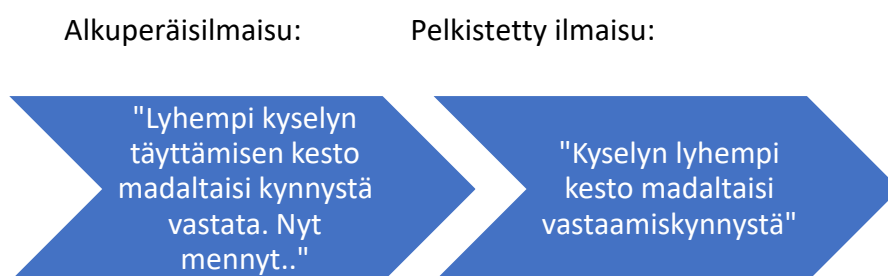 Alkuperäisilmaisu:
Pelkistetty ilmaisu:
"Lyhempi kyselyn
täyttämisen kesto
madaltaisi kynnystä
vastata. Nyt
mennyt.."
"Kyselyn lyhempi
kesto madaltaisi
vastaamiskynnystä"